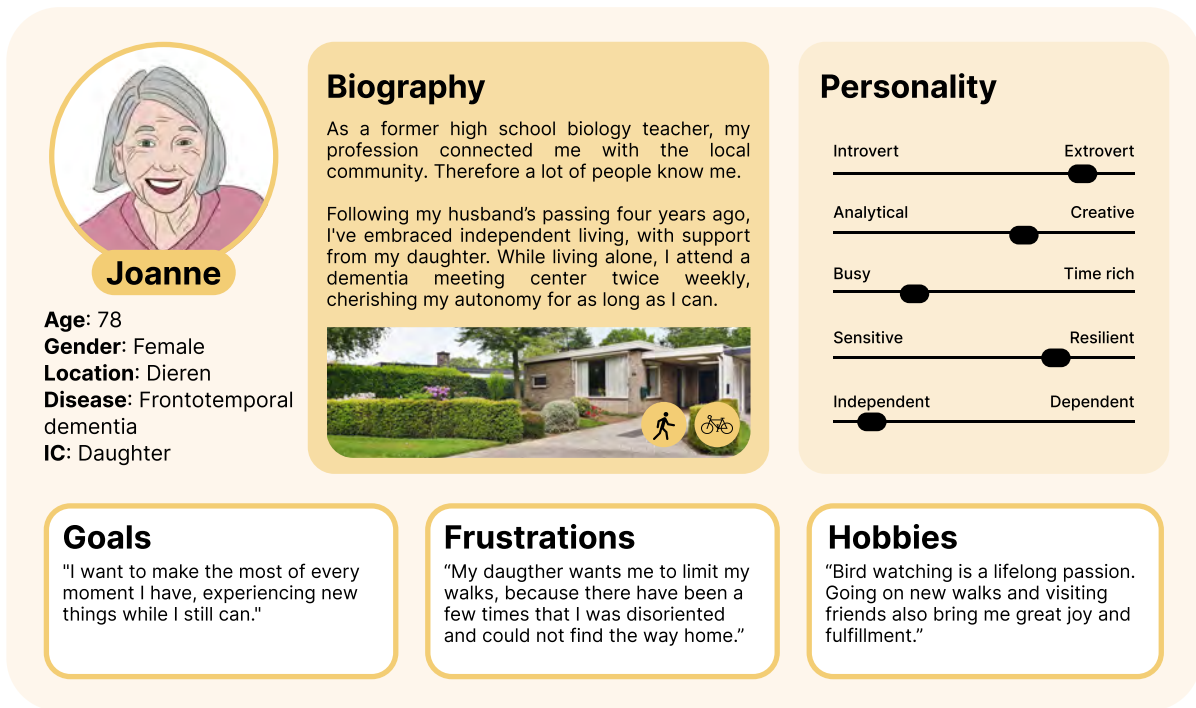 Joanne
Age: 78
Gender: Female
Location: Dieren
Disease: Frontotemporal
dementia
IC: Daughter
Biography
As a former high school biology teacher, my
profession connected me with the local
community. Therefore a lot of people know me.
Following my husband’s passing four years ago,
I've embraced independent living, with support
from my daughter. While living alone, I attend a
dementia meeting center twice weekly,
cherishing my autonomy for as long as I can.
Personality
Introvert Extrovert
Analytical Creative
Busy Time rich
Sensitive Resilient
Independent Dependent
Goals
"I want to make the most of every
moment I have, experiencing new
things while I still can."
Frustrations
“My daugther wants me to limit my
walks, because there have been a
few times that I was disoriented
and could not find the way home.”
Hobbies
“Bird watching is a lifelong passion.
Going on new walks and visiting
friends also bring me great joy and
fulfillment.”